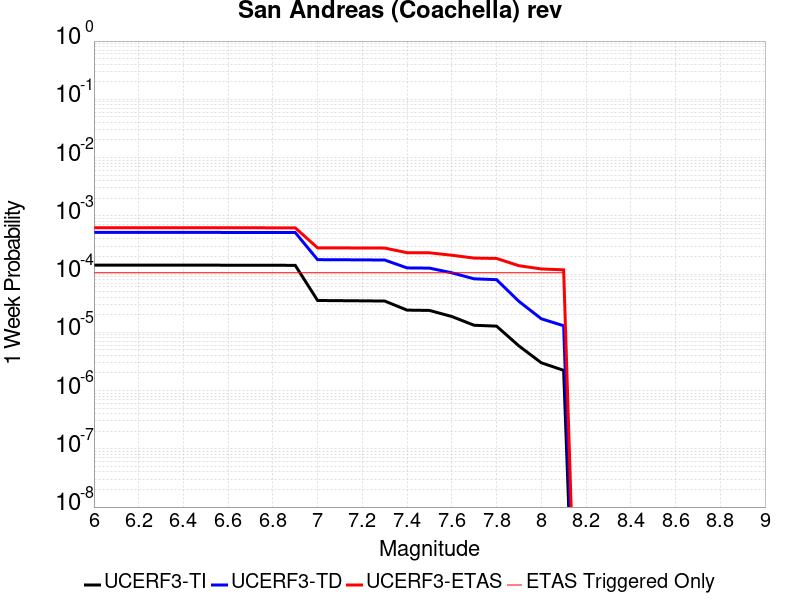 San Andreas (Coachella) rev
10^0
10^-1
10^-2
10^-3
10^-4
10^-5
10^-6
10^-7
10^-8
1 Week Probability
6 6.2 6.4 6.6 6.8 7 7.2 7.4 7.6 7.8 8 8.2 8.4 8.6 8.8 9
Magnitude
UCERF3-TI UCERF3-TD UCERF3-ETAS ETAS Triggered Only